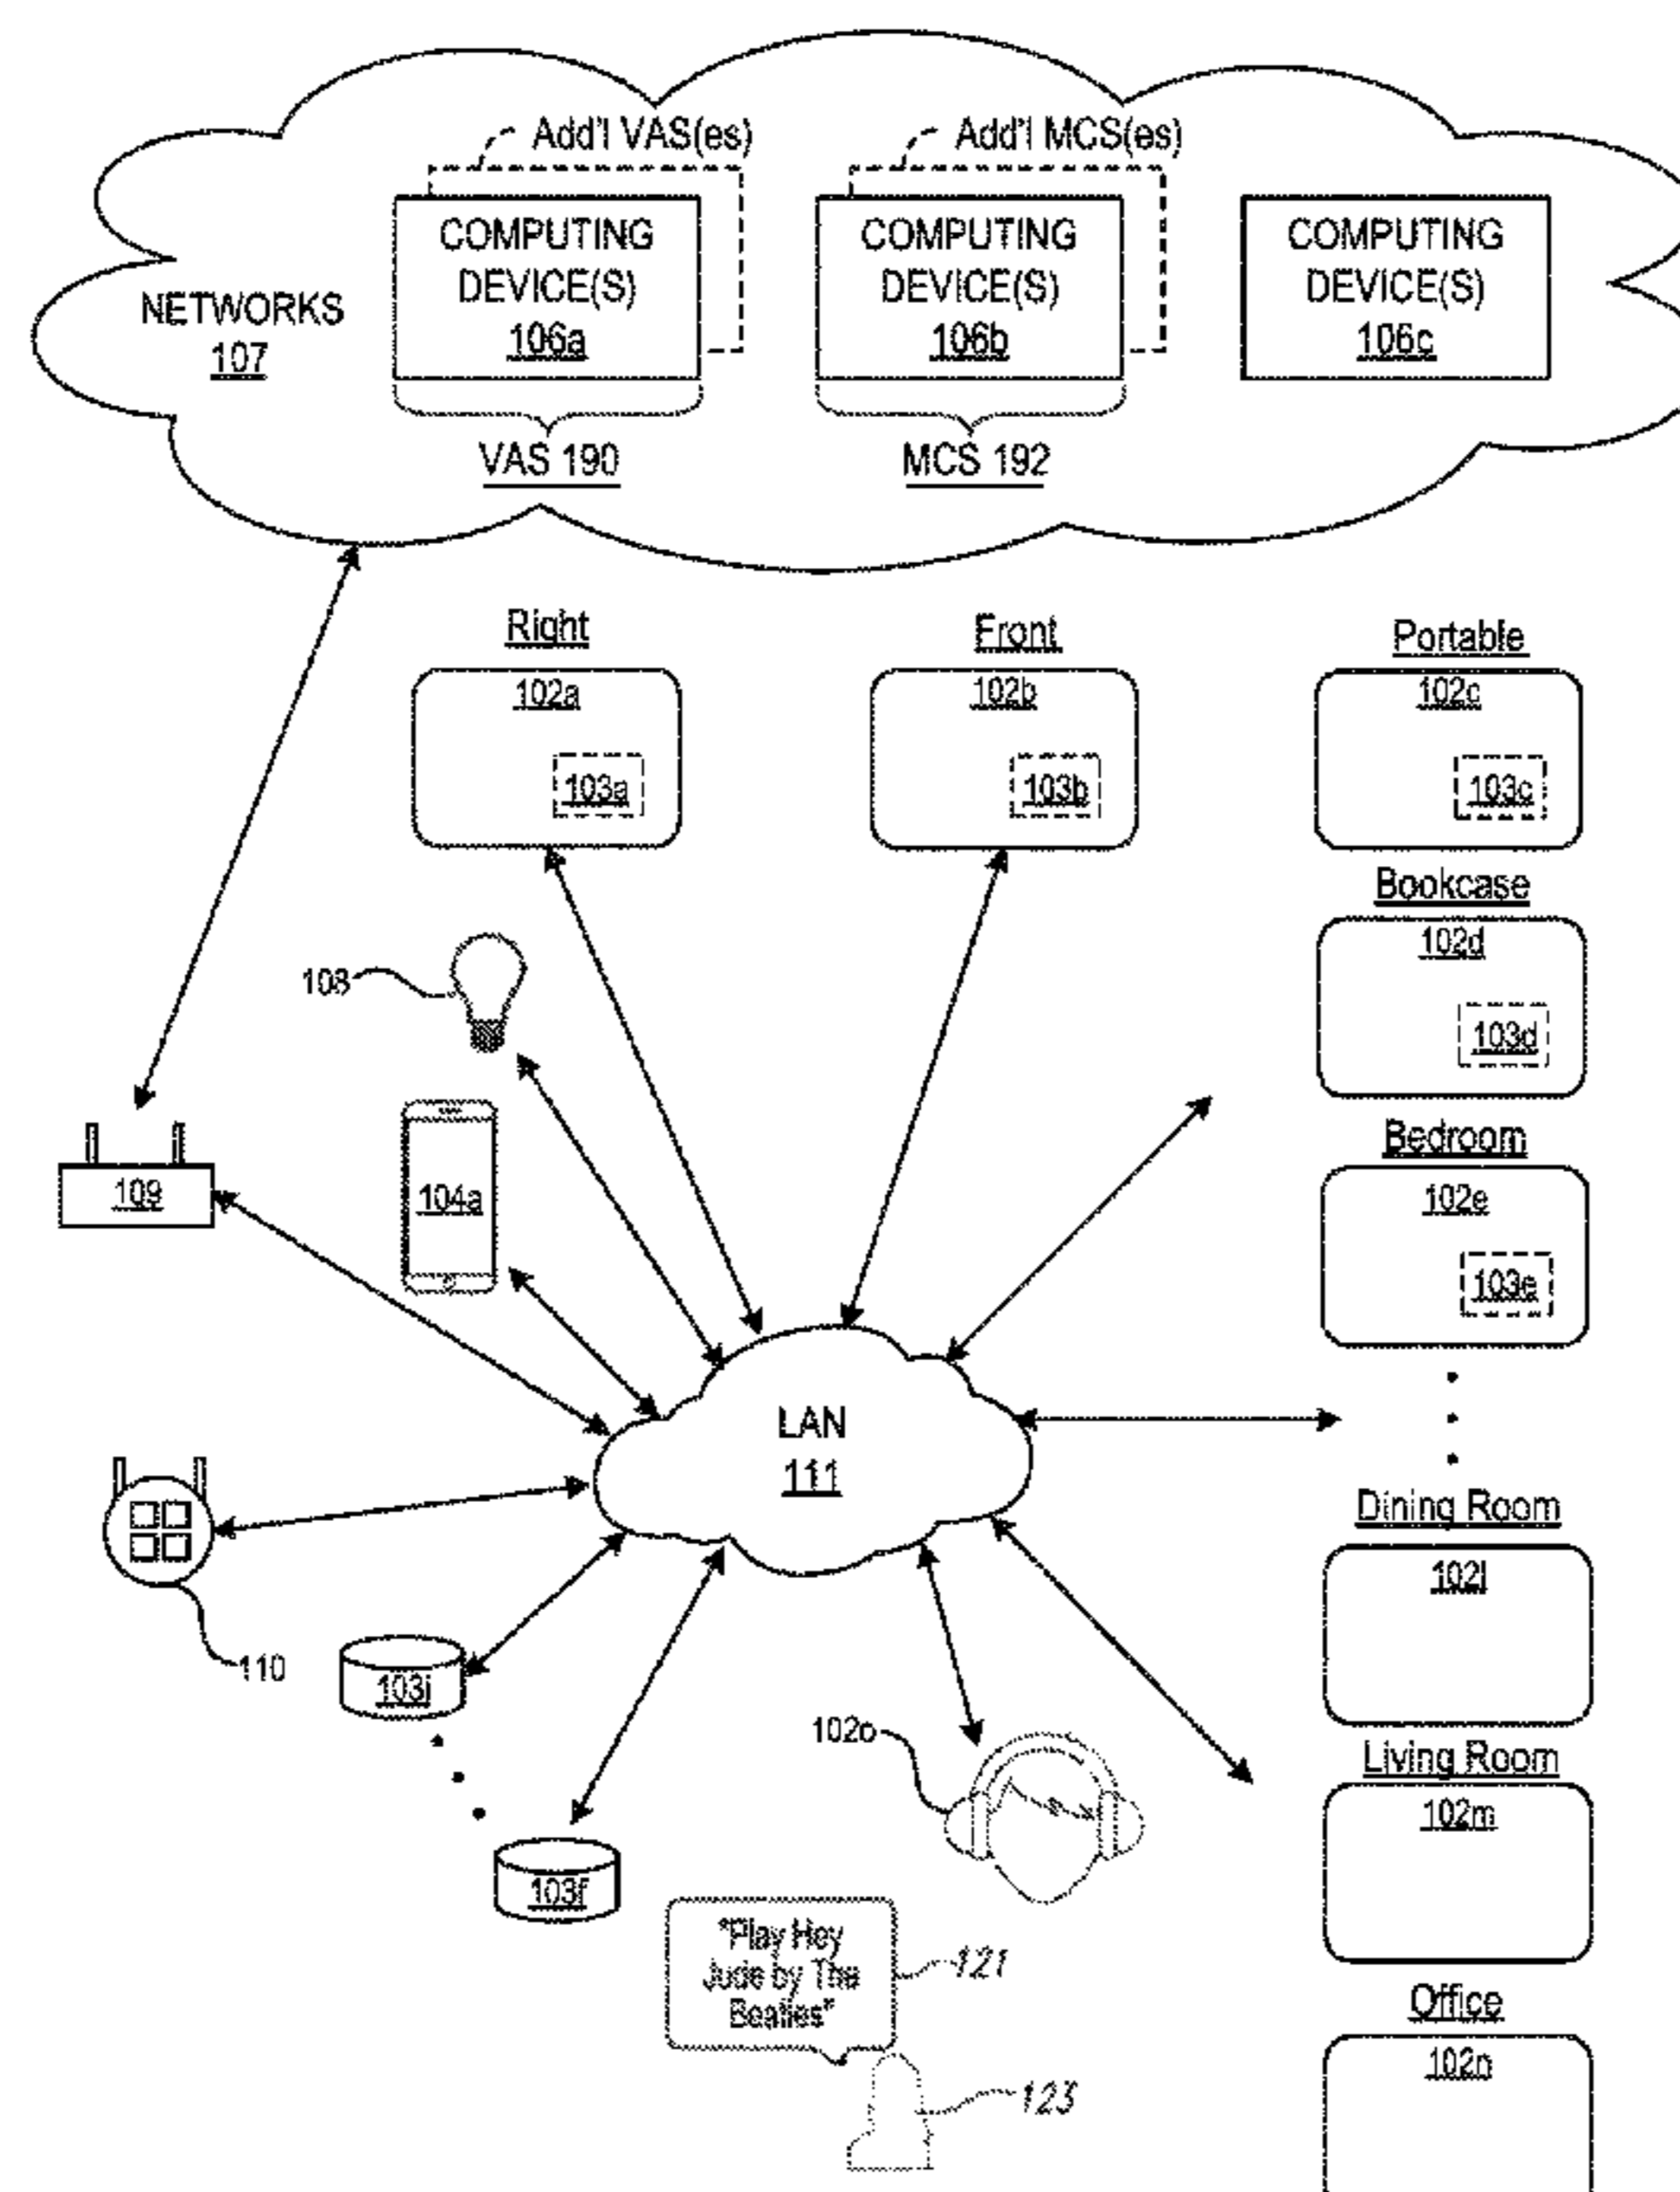 Add'l VAS(es)
Add'l MCS(es)
COMPUTING
DEVICE(S)
106a
COMPUTING
DEVICE(S)
106b
COMPUTING
DEVICE(S)
106c
NETWORKS
107
VAS 190
MCS 192
Right
102a
103a
Front
102b
103b
Portable
102c
103c
Bookcase
102d
103d
Bedroom
102e
103e
108
104a
109
LAN
111
110
103i
103f
102o
Dining Room
102l
Living Room
102m
Office
102n
"Play Hey
Jude by The
Beatles"
121
123